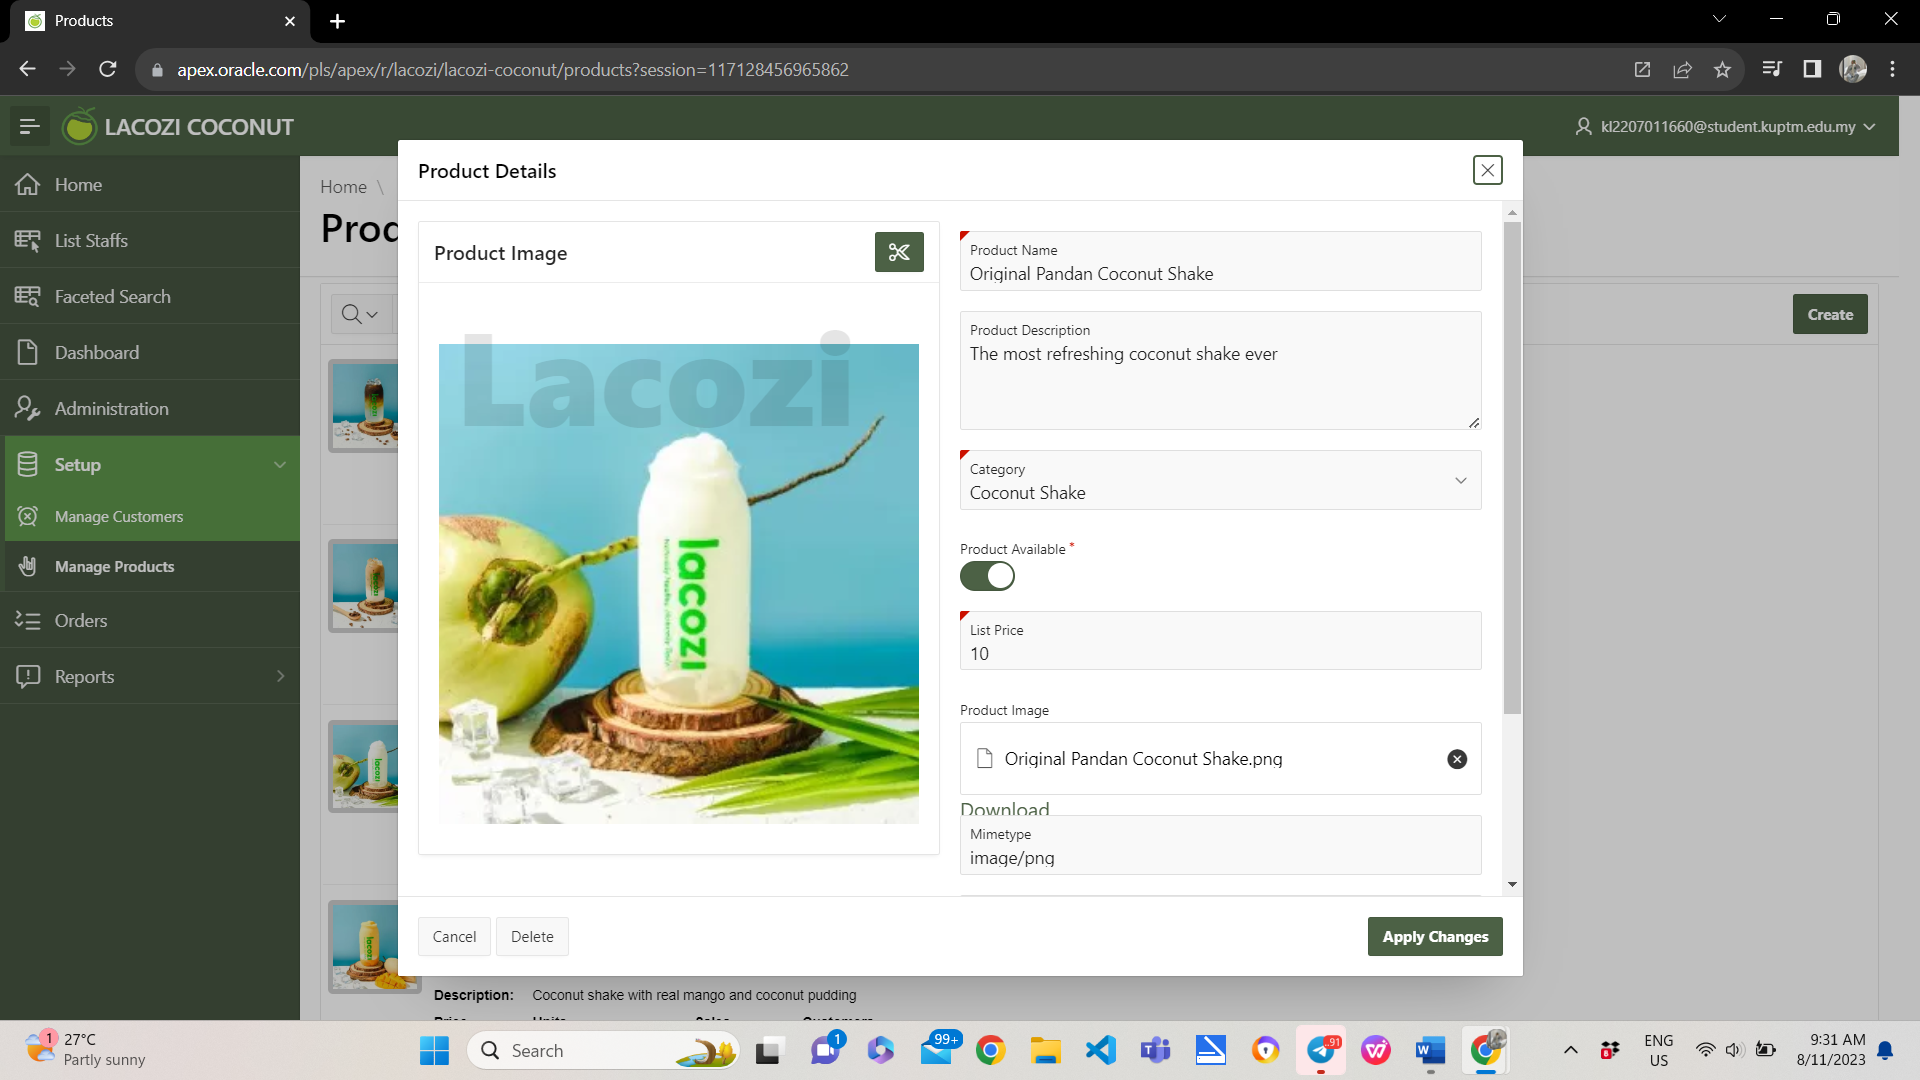 Products
apex.oracle.com/pls/apex/r/lacozi/lacozi-coconut/products?session=117128456965862
LACOZI COCONUT
kl2207011660@student.kuptm.edu.my
Home
List Staffs
Faceted Search
Dashboard
Administration
Setup
Manage Customers
Manage Products
Orders
Reports
Home \
Prod
Create
Product Details
Product Image
Lacozi
lacozi
Product Name
Original Pandan Coconut Shake
Product Description
The most refreshing coconut shake ever
Category
Coconut Shake
Product Available *
List Price
10
Product Image
Original Pandan Coconut Shake.png
Download
Mimetype
image/png
Cancel
Delete
Apply Changes
Description: Coconut shake with real mango and coconut pudding
1
27°C
Partly sunny
Search
1
99+
91
ENG
US
9:31 AM
8/11/2023